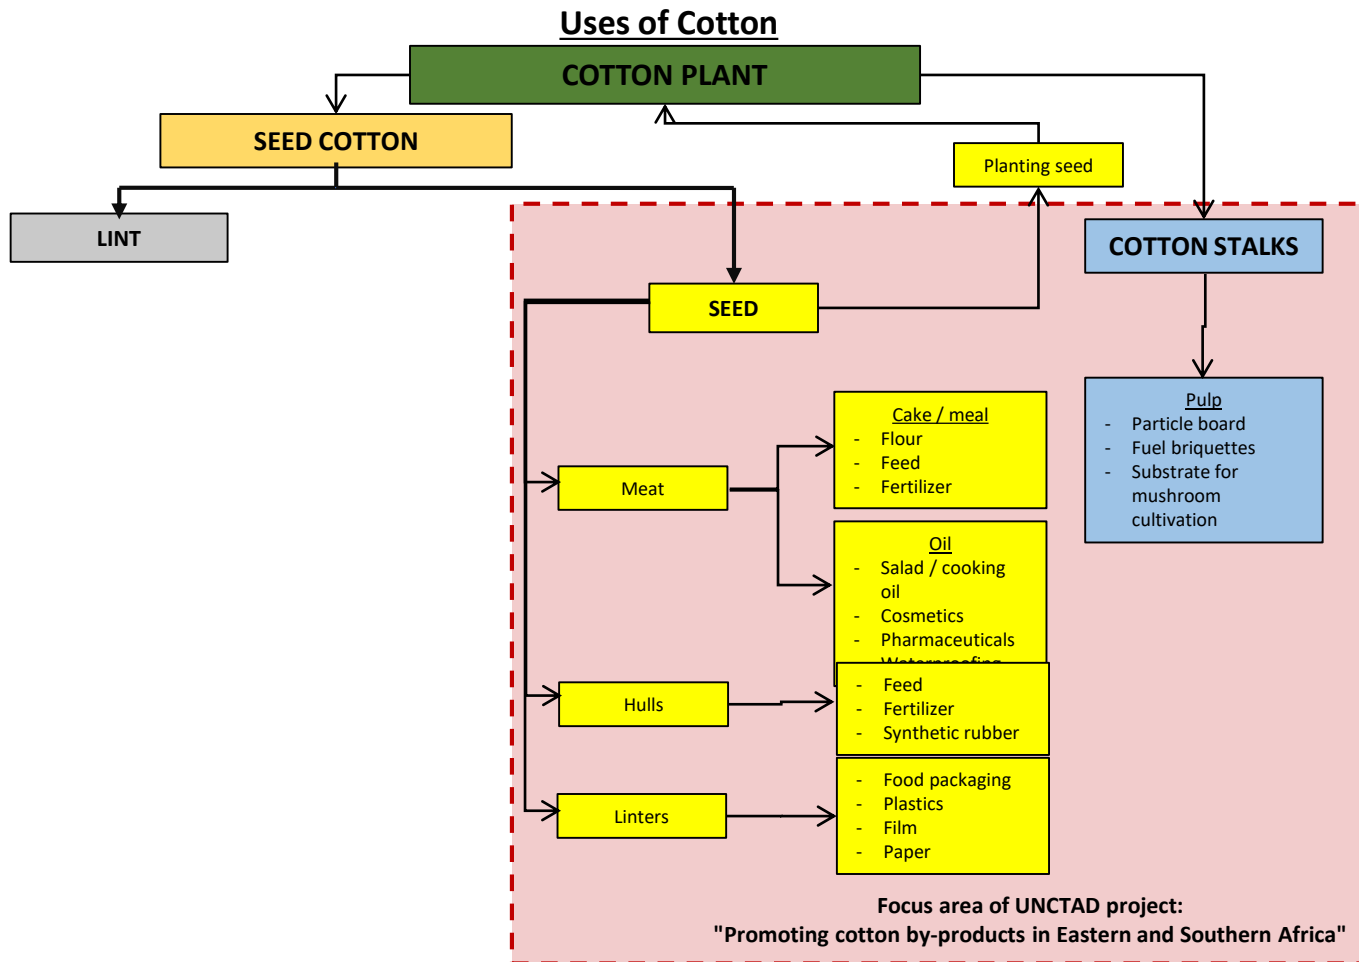 Uses of Cotton
COTTON PLANT
SEED COTTON
Planting seed
LINT
COTTON STALKS
SEED
Cake / meal
- Flour
- Feed
- Fertilizer
Pulp
- Particle board
- Fuel briquettes
- Substrate for
mushroom
cultivation
Meat
Oil
- Salad / cooking
oil
- Cosmetics
- Pharmaceuticals
Waterproofing
Hulls
- Feed
- Fertilizer
- Synthetic rubber
Linters
- Food packaging
- Plastics
- Film
- Paper
Focus area of UNCTAD project:
"Promoting cotton by-products in Eastern and Southern Africa"